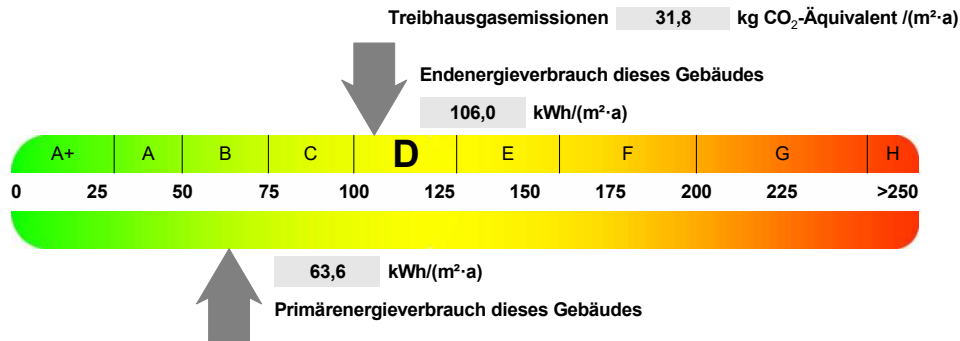 Treibhausgasemissionen 31,8 kg CO₂-Äquivalent /(m²·a)
Endenergieverbrauch dieses Gebäudes
106,0 kWh/(m²·a)
A+ A B C D E F G H
0 25 50 75 100 125 150 175 200 225 >250
63,6 kWh/(m²·a)
Primärenergieverbrauch dieses Gebäudes